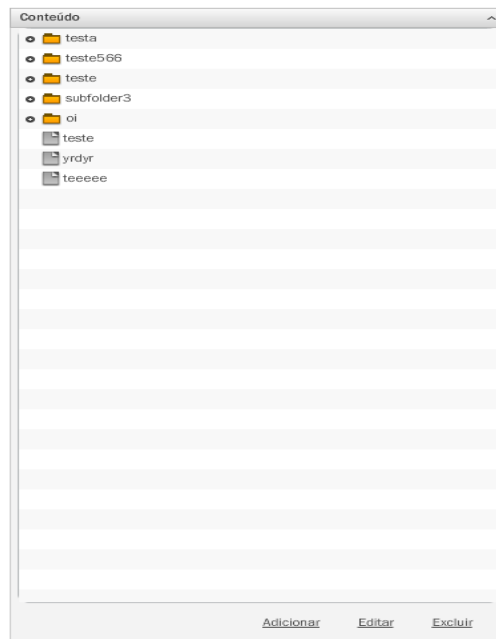 Conteúdo
testa
teste566
teste
subfolder3
oi
teste
yrdyr
teeeee
Adicionar Editar Excluir